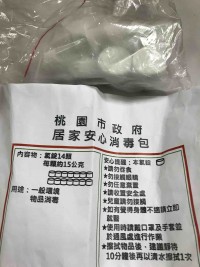 桃園市政府
居家安心消毒包
內容物：氯錠14顆
每顆約15公克
用途：一般環境
物品消毒
安心提醒：本氯錠
★請勿吞食
★勿接觸眼睛
★勿任意棄置
★請收置安全處
★兒童請勿接觸
★如有覺得身體不適請立即
就醫
★使用時請戴口罩及手套並
於通風處進行作業
★擦拭物品後，建議靜待
10分鐘後再以清水擦拭1次